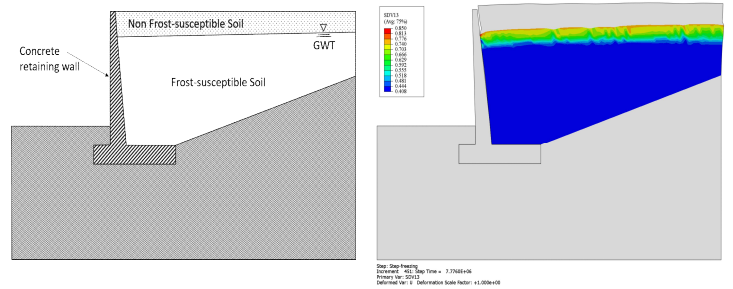 Non Frost-susceptible Soil
GWT
Concrete
retaining wall
Frost-susceptible Soil
SDV13
(Avg: 75%)
0.850
0.813
0.776
0.740
0.703
0.666
0.629
0.592
0.555
0.518
0.481
0.444
0.408
Step: Step-freezing
Increment 451: Step Time = 7.7760E+06
Primary Var: SDV13
Deformed Var: U Deformation Scale Factor: +1.000e+00